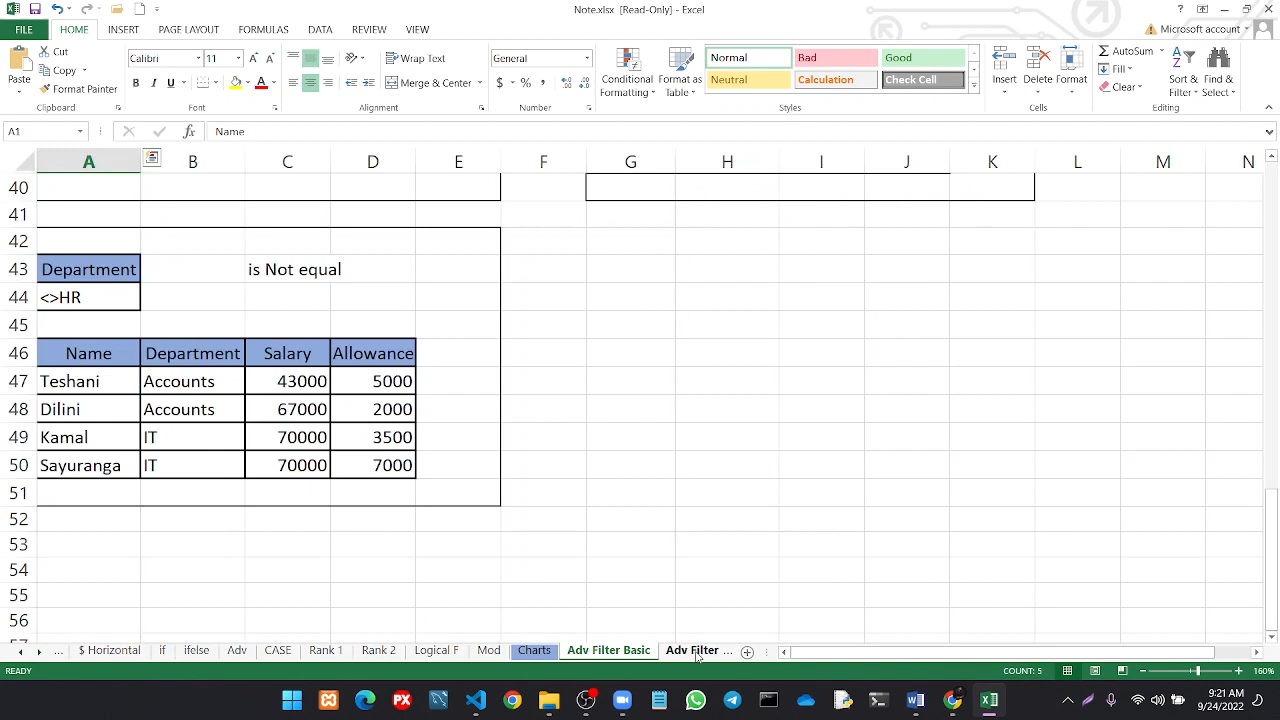 Note.xlsx  [Read-Only] - Excel
FILE HOME INSERT PAGE LAYOUT FORMULAS DATA REVIEW VIEW Microsoft account
Paste Cut Copy Format Painter Clipboard
Calibri 11 B I U A Font
Wrap Text Merge & Center Alignment
General $ % , Number
Conditional Formatting Format as Table
Normal Bad Good
Neutral Calculation Check Cell
Styles
Insert Delete Format Cells
AutoSum Fill Clear Sort & Filter Find & Select Editing
A1 fx Name
A B C D E F G H I J K L M N
40
41
42
43 Department is Not equal
44 <>HR
45
46 Name Department Salary Allowance
47 Teshani Accounts 43000 5000
48 Dilini Accounts 67000 2000
49 Kamal IT 70000 3500
50 Sayuranga IT 70000 7000
51
52
53
54
55
56
57
... $ Horizontal if ifelse Adv CASE Rank 1 Rank 2 Logical F Mod Charts Adv Filter Basic Adv Filter ...
READY COUNT: 5 160%
PX W
9:21 AM
9/24/2022